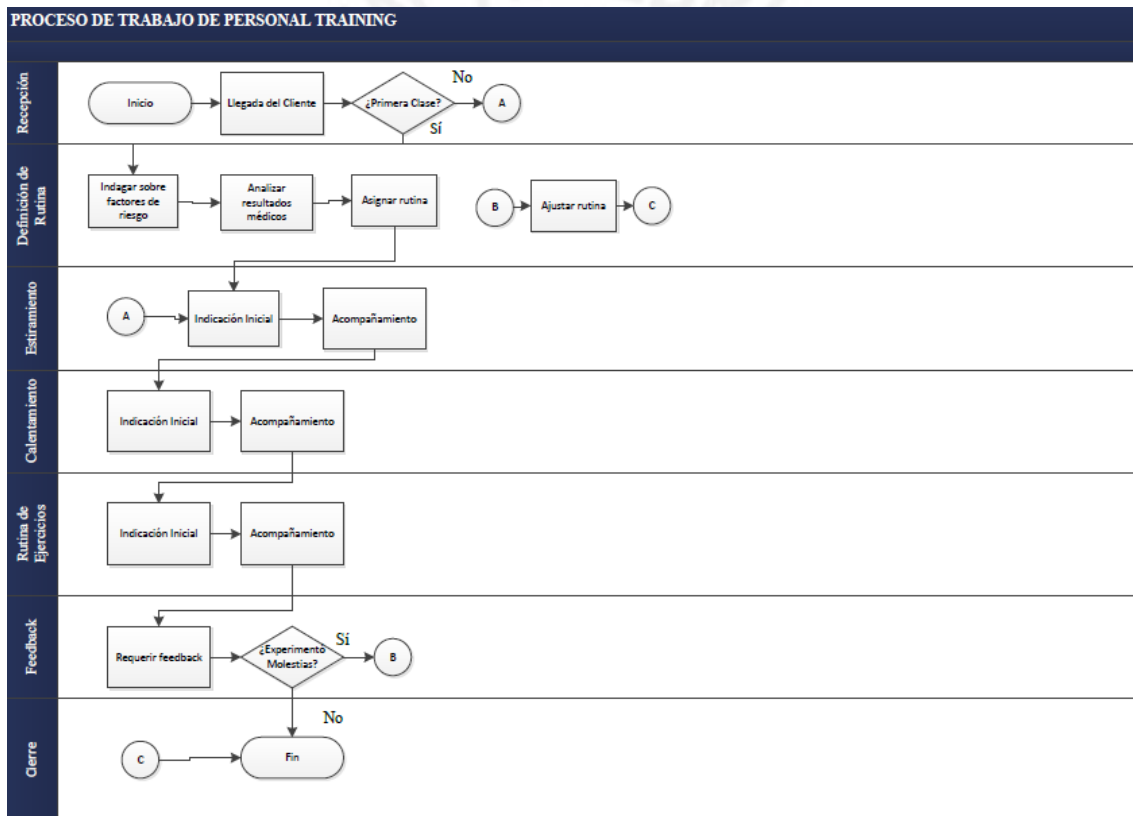 PROCESO DE TRABAJO DE PERSONAL TRAINING
Recepción
Inicio
Llegada del Cliente
¿Primera Clase?
No
A
Sí
Definición de
Rutina
Indagar sobre
factores de
riesgo
Analizar
resultados
médicos
Asignar rutina
B
Ajustar rutina
C
Estiramiento
A
Indicación Inicial
Acompañamiento
Calentamiento
Indicación Inicial
Acompañamiento
Rutina de
Ejercicios
Indicación Inicial
Acompañamiento
Feedback
Requerir feedback
¿Experimentó
Molestias?
Sí
B
No
Cierre
C
Fin